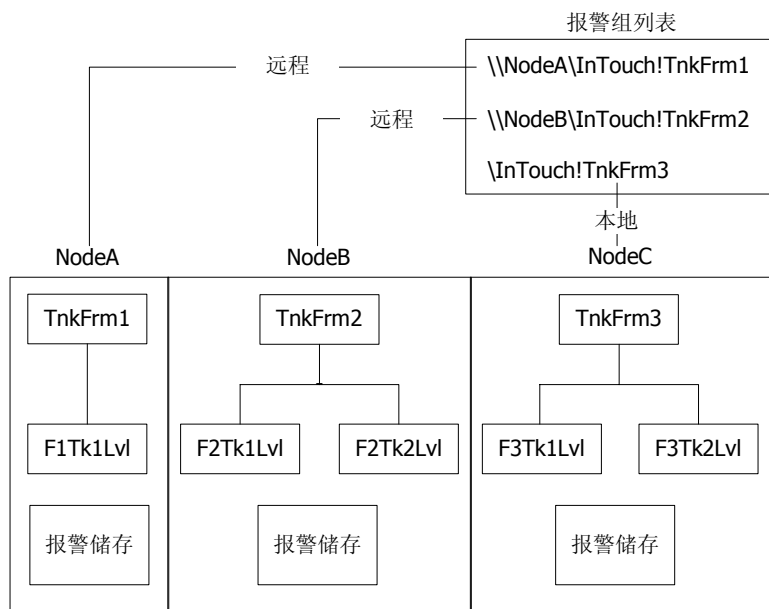 报警组列表
\\NodeA\InTouch!TnkFrm1
远程
\\NodeB\InTouch!TnkFrm2
远程
\InTouch!TnkFrm3
本地
NodeA
NodeB
NodeC
TnkFrm1
TnkFrm2
TnkFrm3
F1Tk1Lvl
F2Tk1Lvl
F2Tk2Lvl
F3Tk1Lvl
F3Tk2Lvl
报警储存
报警储存
报警储存